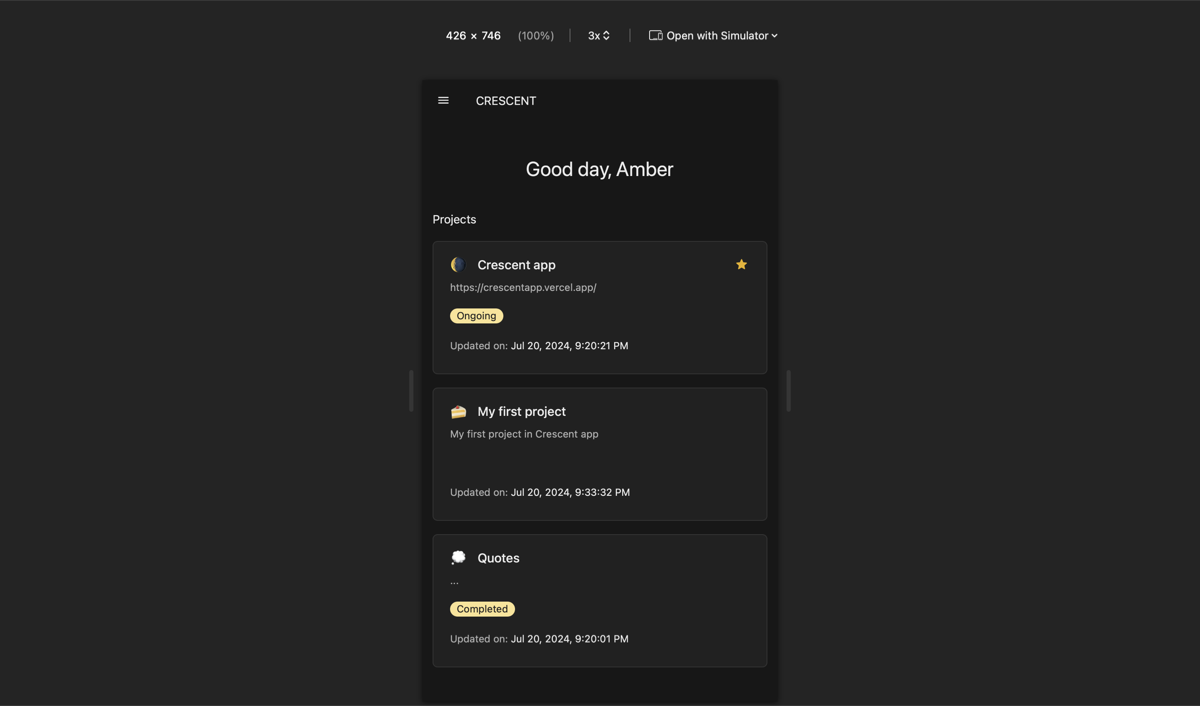 426 × 746 (100%) 3x Open with Simulator
CRESCENT
Good day, Amber
Projects
Crescent app
https://crescentapp.vercel.app/
Ongoing
Updated on: Jul 20, 2024, 9:20:21 PM
My first project
My first project in Crescent app
Updated on: Jul 20, 2024, 9:33:32 PM
Quotes
...
Completed
Updated on: Jul 20, 2024, 9:20:01 PM